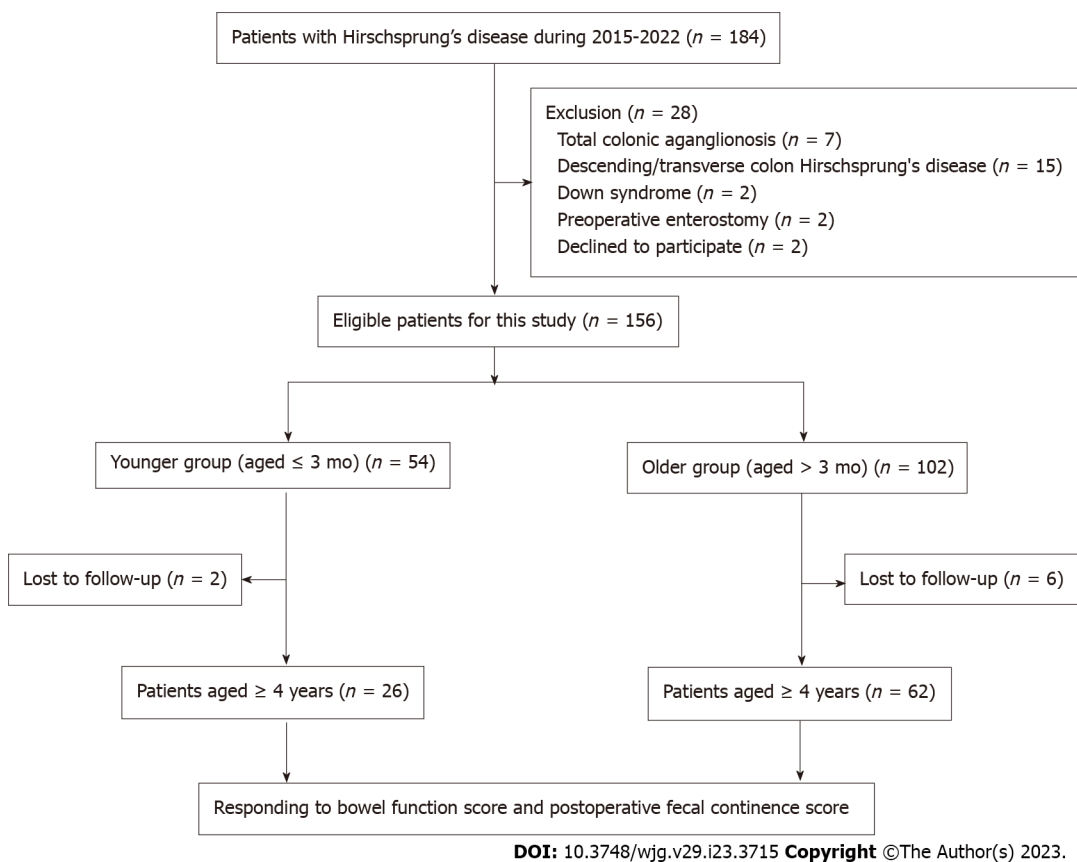 Patients with Hirschsprung’s disease during 2015-2022 (n = 184)
Exclusion (n = 28)
Total colonic aganglionosis (n = 7)
Descending/transverse colon Hirschsprung's disease (n = 15)
Down syndrome (n = 2)
Preoperative enterostomy (n = 2)
Declined to participate (n = 2)
Eligible patients for this study (n = 156)
Younger group (aged ≤ 3 mo) (n = 54)
Older group (aged > 3 mo) (n = 102)
Lost to follow-up (n = 2)
Lost to follow-up (n = 6)
Patients aged ≥ 4 years (n = 26)
Patients aged ≥ 4 years (n = 62)
Responding to bowel function score and postoperative fecal continence score
DOI: 10.3748/wjg.v29.i23.3715 Copyright ©The Author(s) 2023.